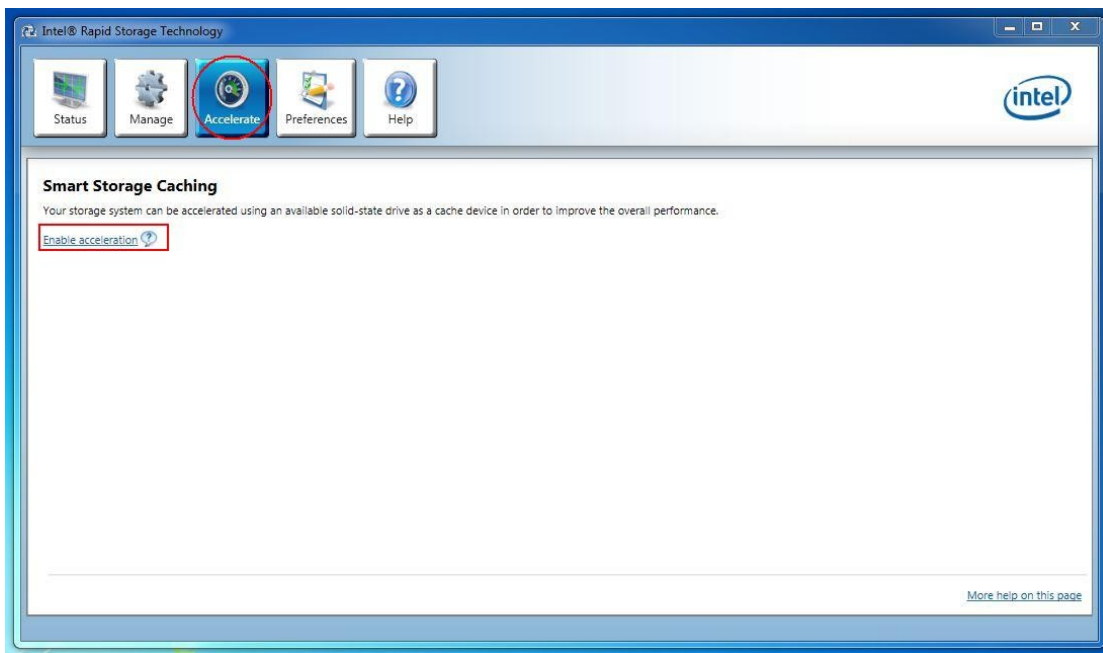 Intel® Rapid Storage Technology
Status
Manage
Accelerate
Preferences
Help
intel
Smart Storage Caching
Your storage system can be accelerated using an available solid-state drive as a cache device in order to improve the overall performance.
Enable acceleration ?
More help on this page